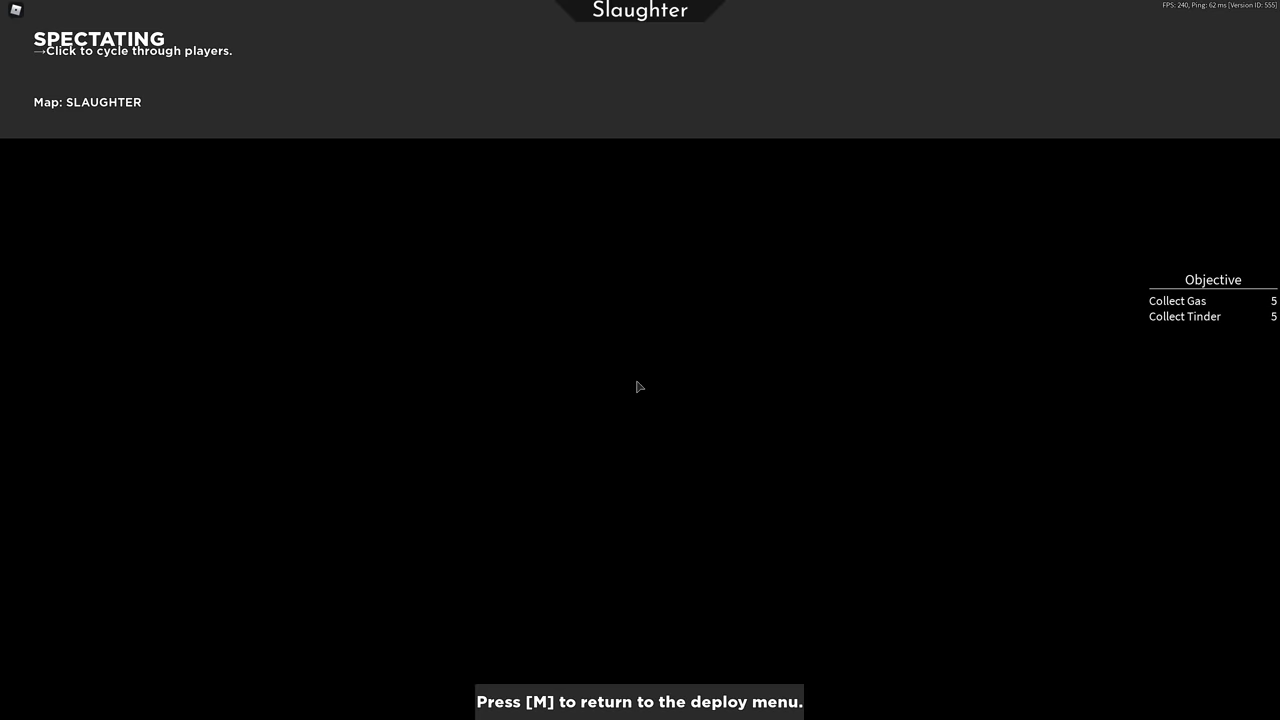 Slaughter
FPS: 240, Ping: 62 ms [Version ID: 555]
SPECTATING
→Click to cycle through players.
Map: SLAUGHTER
Objective
Collect Gas 5
Collect Tinder 5
Press [M] to return to the deploy menu.